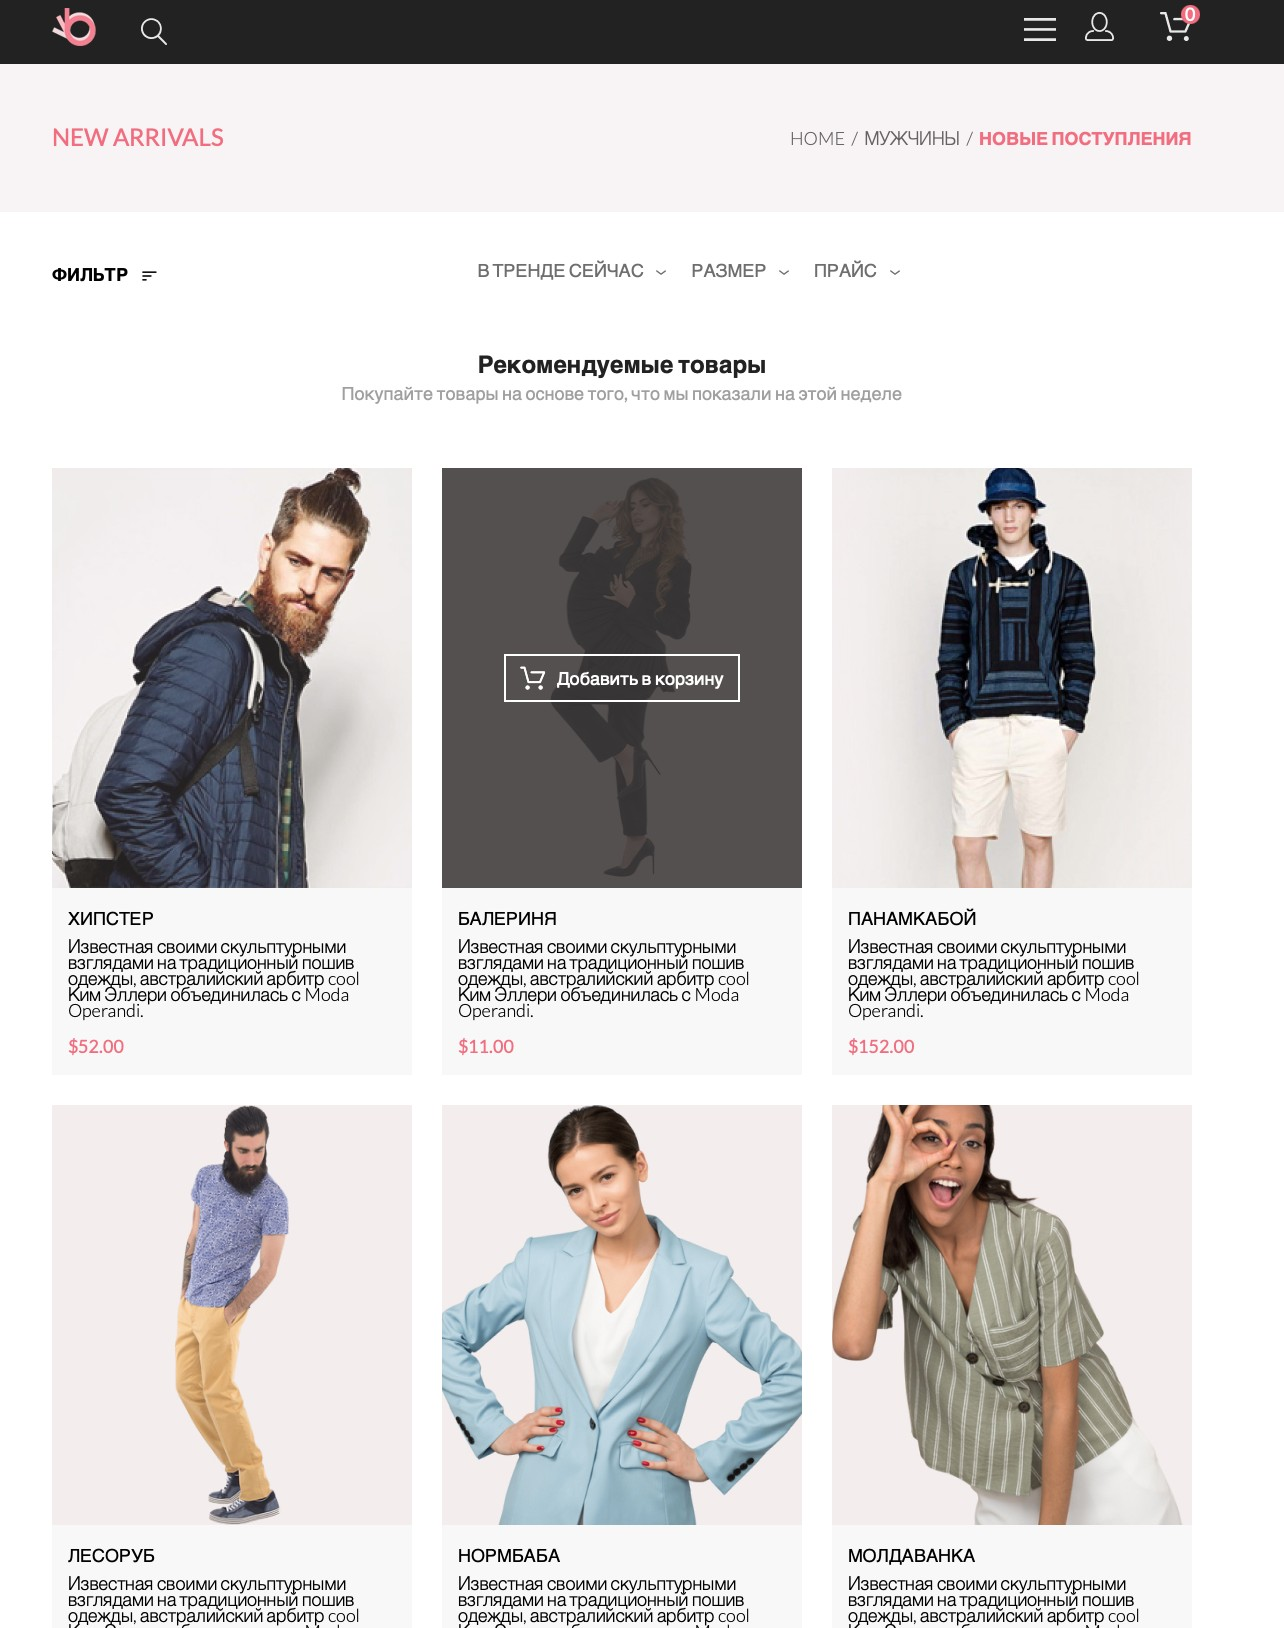 0
NEW ARRIVALS
HOME / МУЖЧИНЫ / НОВЫЕ ПОСТУПЛЕНИЯ
ФИЛЬТР
В ТРЕНДЕ СЕЙЧАС РАЗМЕР ПРАЙС
Рекомендуемые товары
Покупайте товары на основе того, что мы показали на этой неделе
Добавить в корзину
ХИПСТЕР
Известная своими скульптурными
взглядами на традиционный пошив
одежды, австралийский арбитр cool
Ким Эллери объединилась с Moda
Operandi.
$52.00
БАЛЕРИНЯ
Известная своими скульптурными
взглядами на традиционный пошив
одежды, австралийский арбитр cool
Ким Эллери объединилась с Moda
Operandi.
$11.00
ПАНАМКАБОЙ
Известная своими скульптурными
взглядами на традиционный пошив
одежды, австралийский арбитр cool
Ким Эллери объединилась с Moda
Operandi.
$152.00
ЛЕСОРУБ
Известная своими скульптурными
взглядами на традиционный пошив
одежды, австралийский арбитр cool
НОРМБАБА
Известная своими скульптурными
взглядами на традиционный пошив
одежды, австралийский арбитр cool
МОЛДАВАНКА
Известная своими скульптурными
взглядами на традиционный пошив
одежды, австралийский арбитр cool